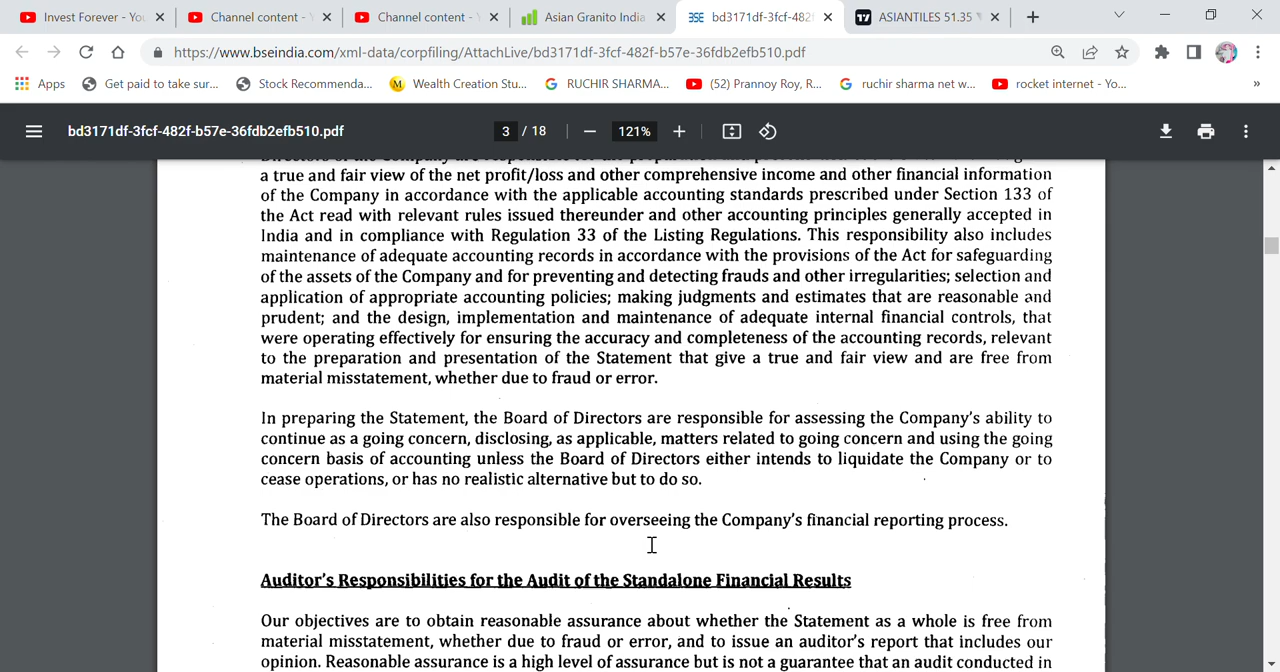 Invest Forever - Yo
Channel content -
Channel content -
Asian Granito India
bd3171df-3fcf-482
ASIANTILES 51.35
https://www.bseindia.com/xml-data/corpfiling/AttachLive/bd3171df-3fcf-482f-b57e-36fdb2efb510.pdf
Apps
Get paid to take sur...
Stock Recommenda...
Wealth Creation Stu...
RUCHIR SHARMA...
(52) Prannoy Roy, R...
ruchir sharma net w...
rocket internet - Yo...
»
bd3171df-3fcf-482f-b57e-36fdb2efb510.pdf
3 / 18
121%
a true and fair view of the net profit/loss and other comprehensive income and other financial information
of the Company in accordance with the applicable accounting standards prescribed under Section 133 of
the Act read with relevant rules issued thereunder and other accounting principles generally accepted in
India and in compliance with Regulation 33 of the Listing Regulations. This responsibility also includes
maintenance of adequate accounting records in accordance with the provisions of the Act for safeguarding
of the assets of the Company and for preventing and detecting frauds and other irregularities; selection and
application of appropriate accounting policies; making judgments and estimates that are reasonable and
prudent; and the design, implementation and maintenance of adequate internal financial controls, that
were operating effectively for ensuring the accuracy and completeness of the accounting records, relevant
to the preparation and presentation of the Statement that give a true and fair view and are free from
material misstatement, whether due to fraud or error.
In preparing the Statement, the Board of Directors are responsible for assessing the Company's ability to
continue as a going concern, disclosing, as applicable, matters related to going concern and using the going
concern basis of accounting unless the Board of Directors either intends to liquidate the Company or to
cease operations, or has no realistic alternative but to do so.
The Board of Directors are also responsible for overseeing the Company's financial reporting process.
Auditor's Responsibilities for the Audit of the Standalone Financial Results
Our objectives are to obtain reasonable assurance about whether the Statement as a whole is free from
material misstatement, whether due to fraud or error, and to issue an auditor's report that includes our
opinion. Reasonable assurance is a high level of assurance but is not a guarantee that an audit conducted in